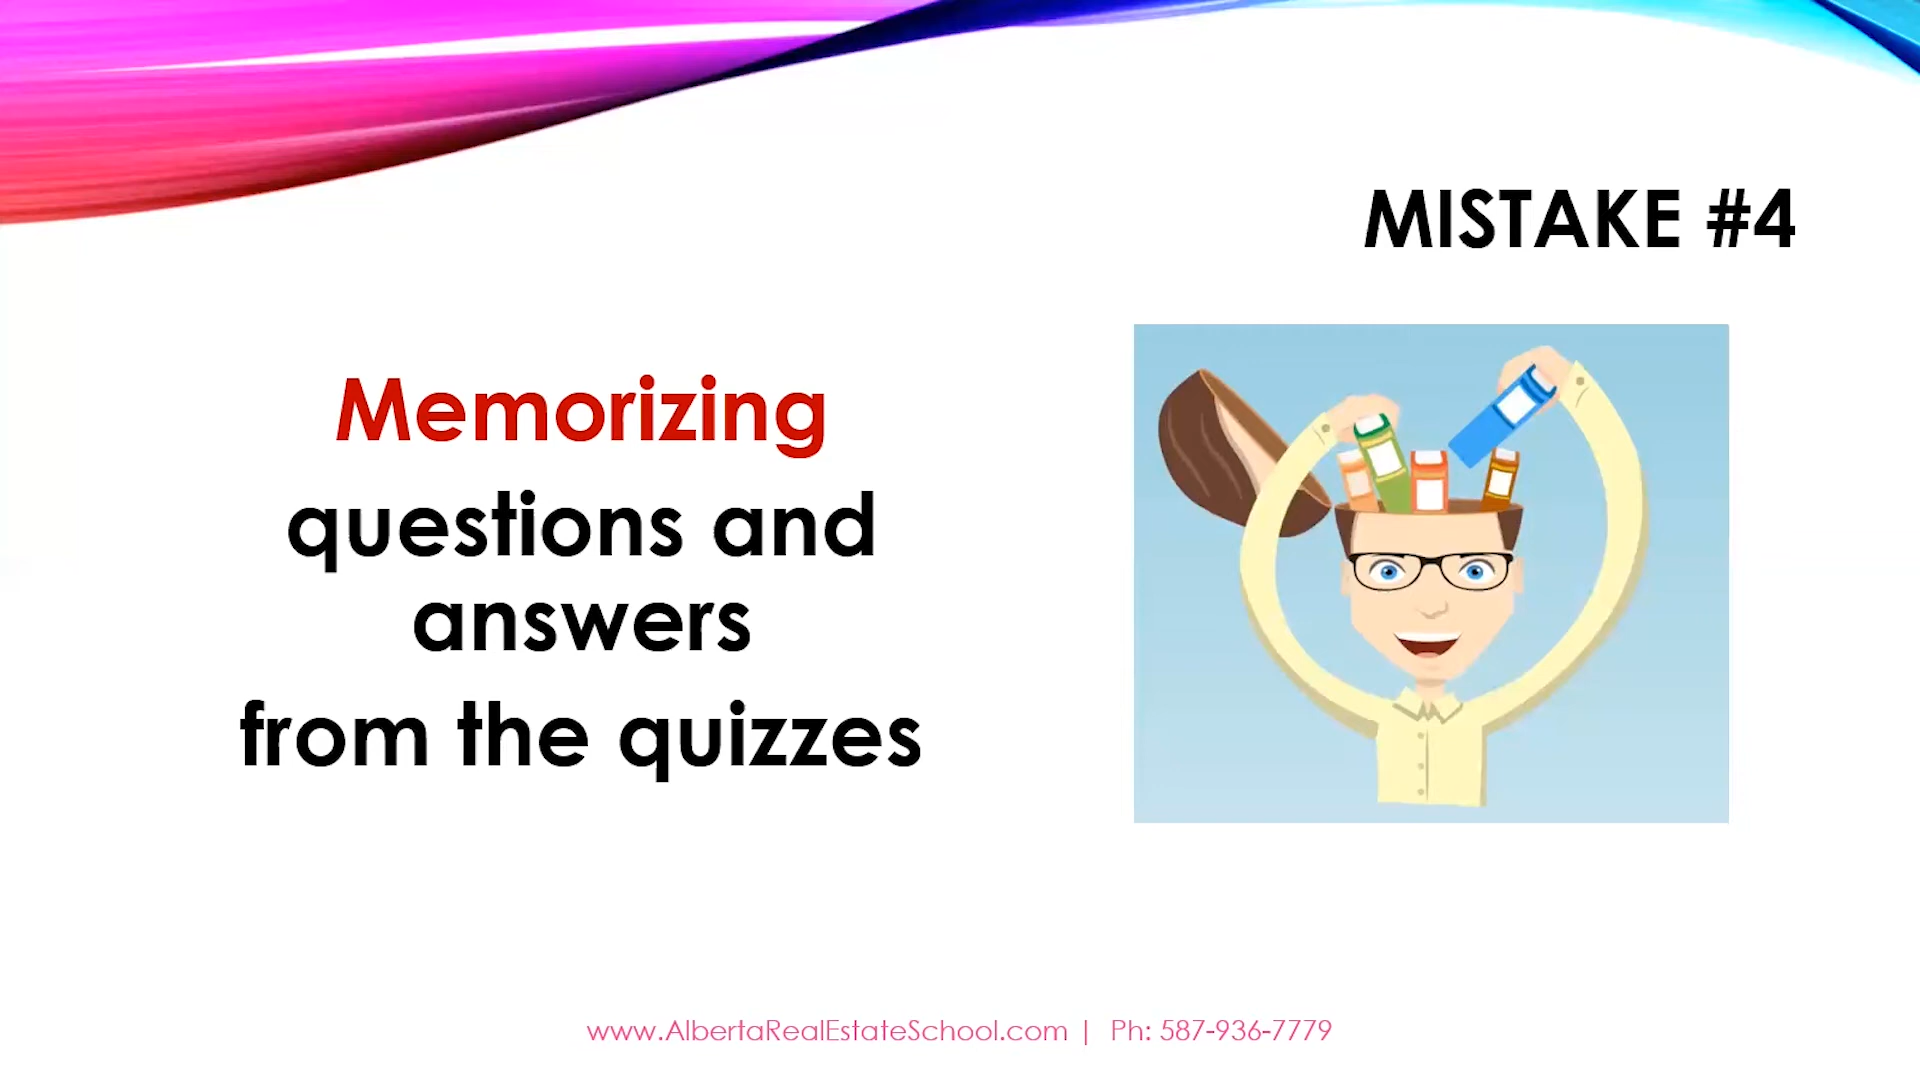 MISTAKE #4
Memorizing
questions and
answers
from the quizzes
www.AlbertaRealEstateSchool.com | Ph: 587-936-7779